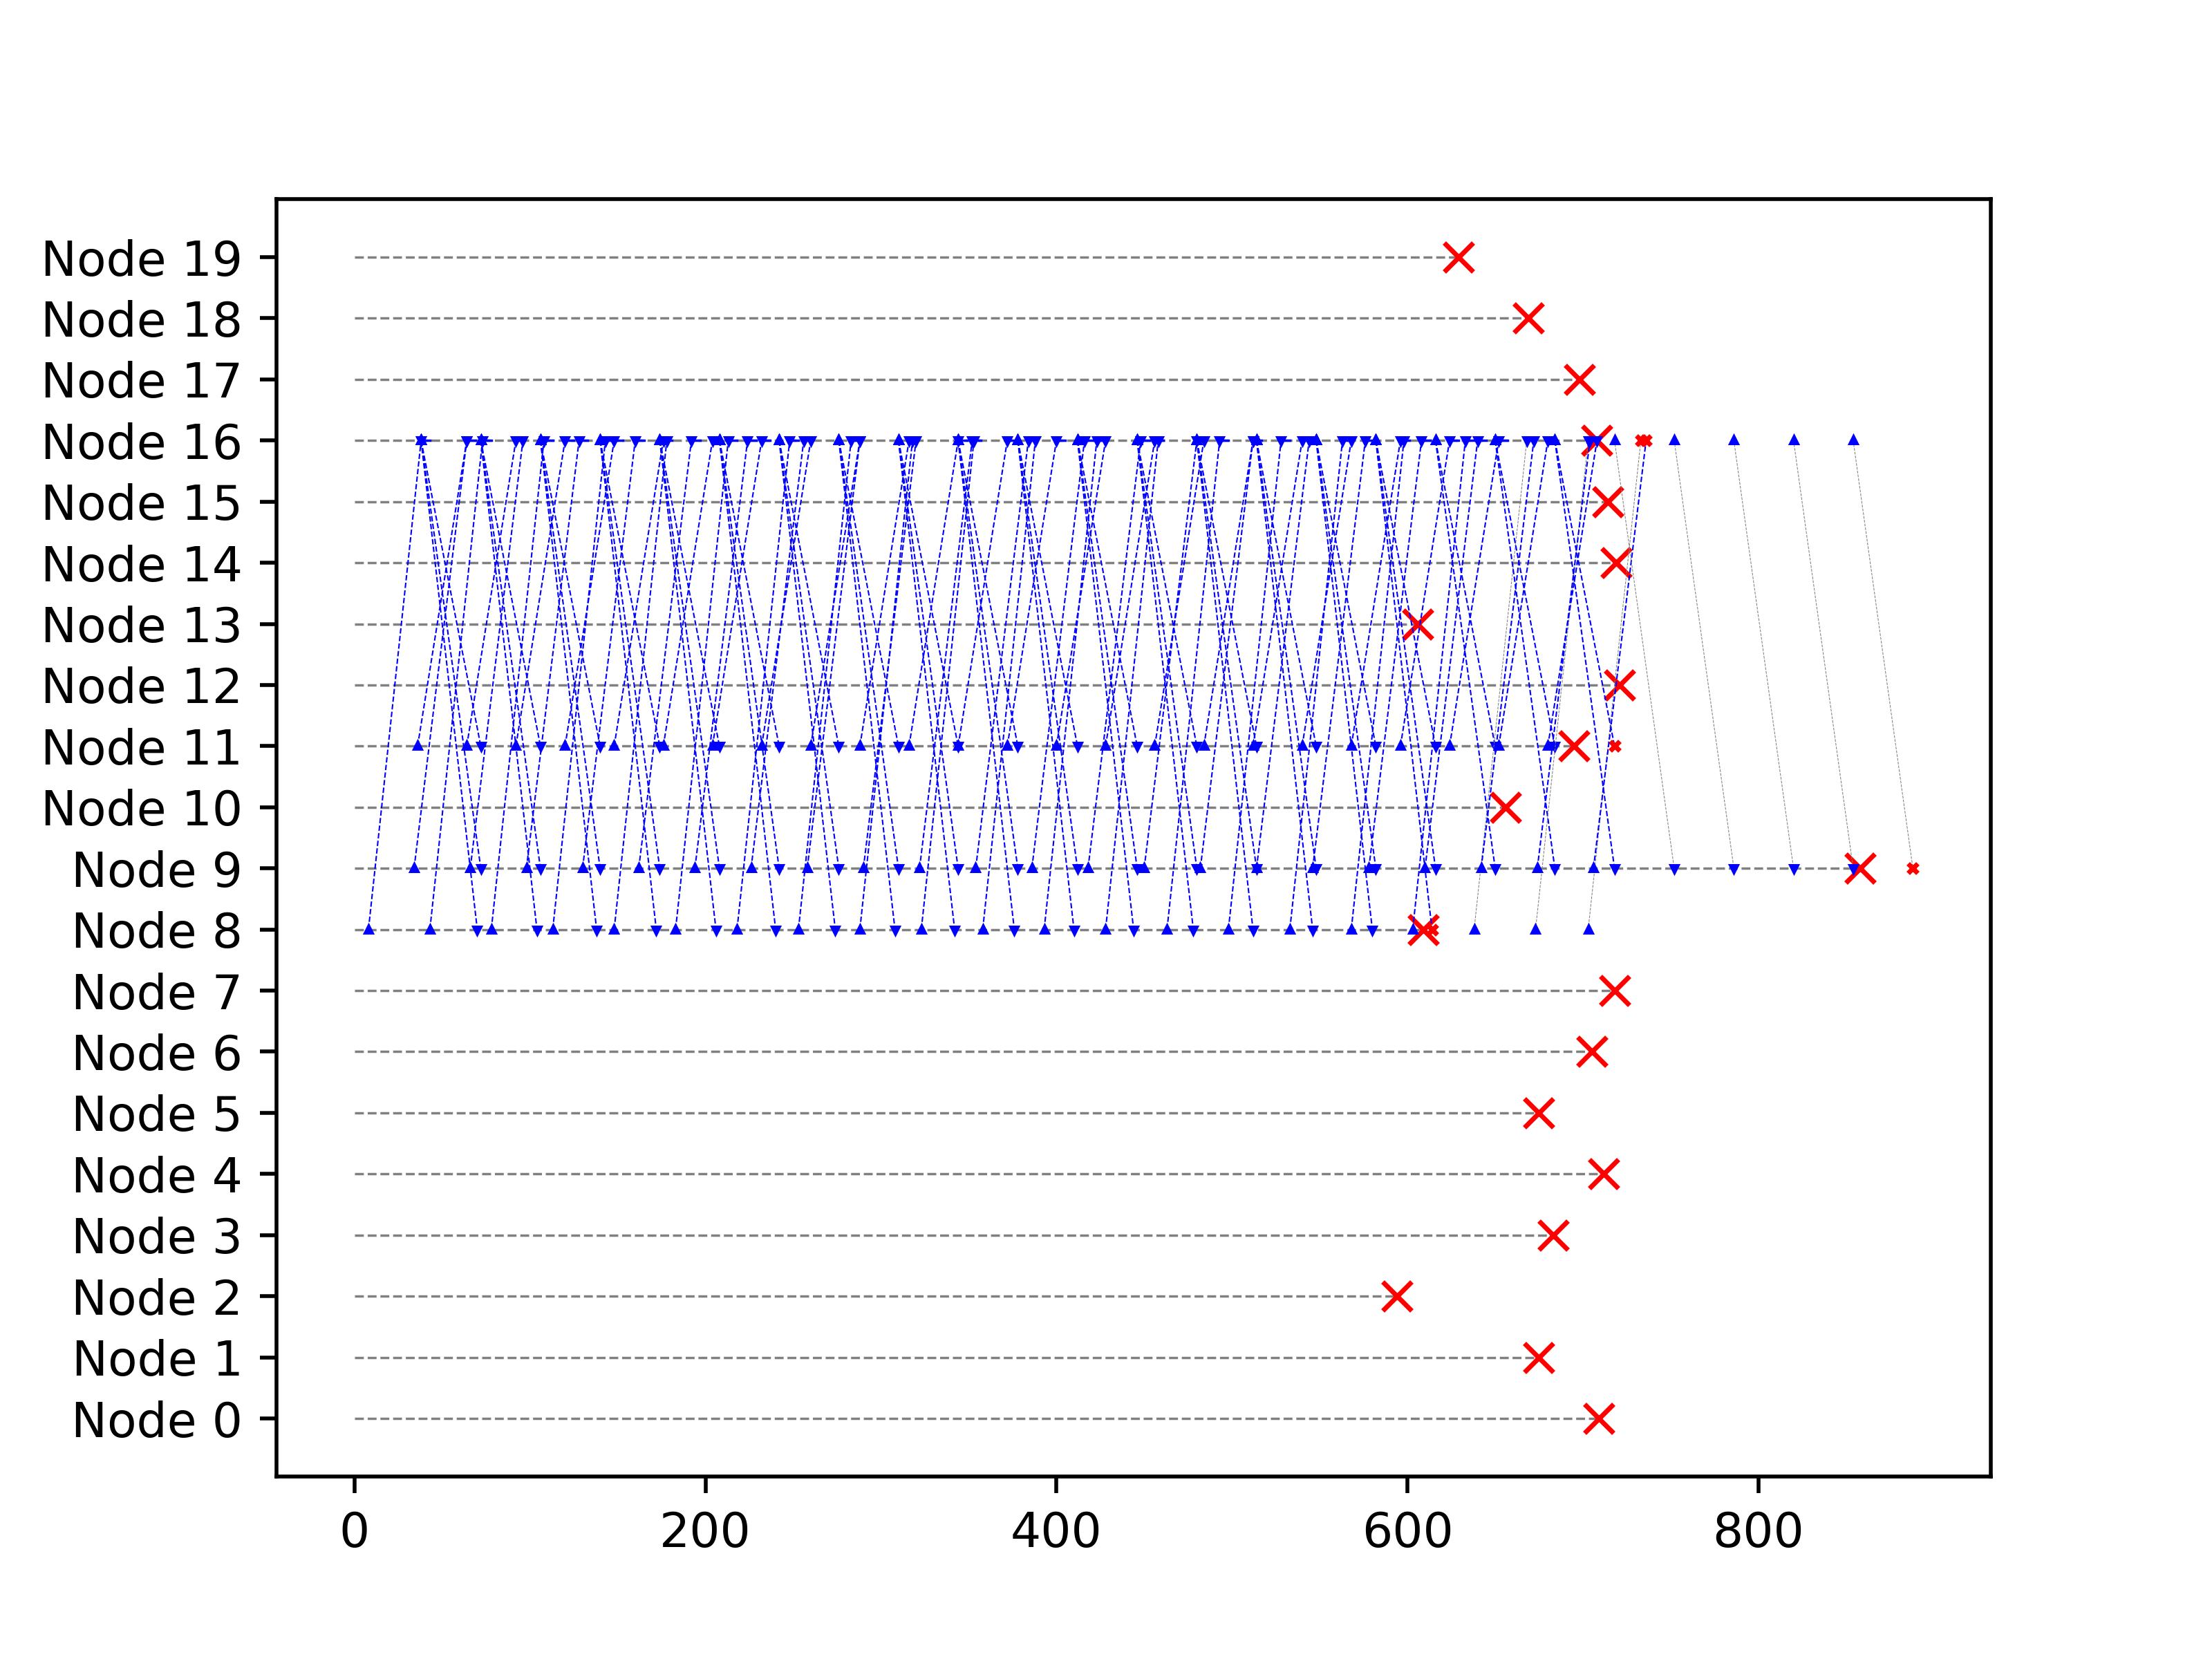 Node 19
Node 18
Node 17
Node 16
Node 15
Node 14
Node 13
Node 12
Node 11
Node 10
Node 9
Node 8
Node 7
Node 6
Node 5
Node 4
Node 3
Node 2
Node 1
Node 0
0 200 400 600 800